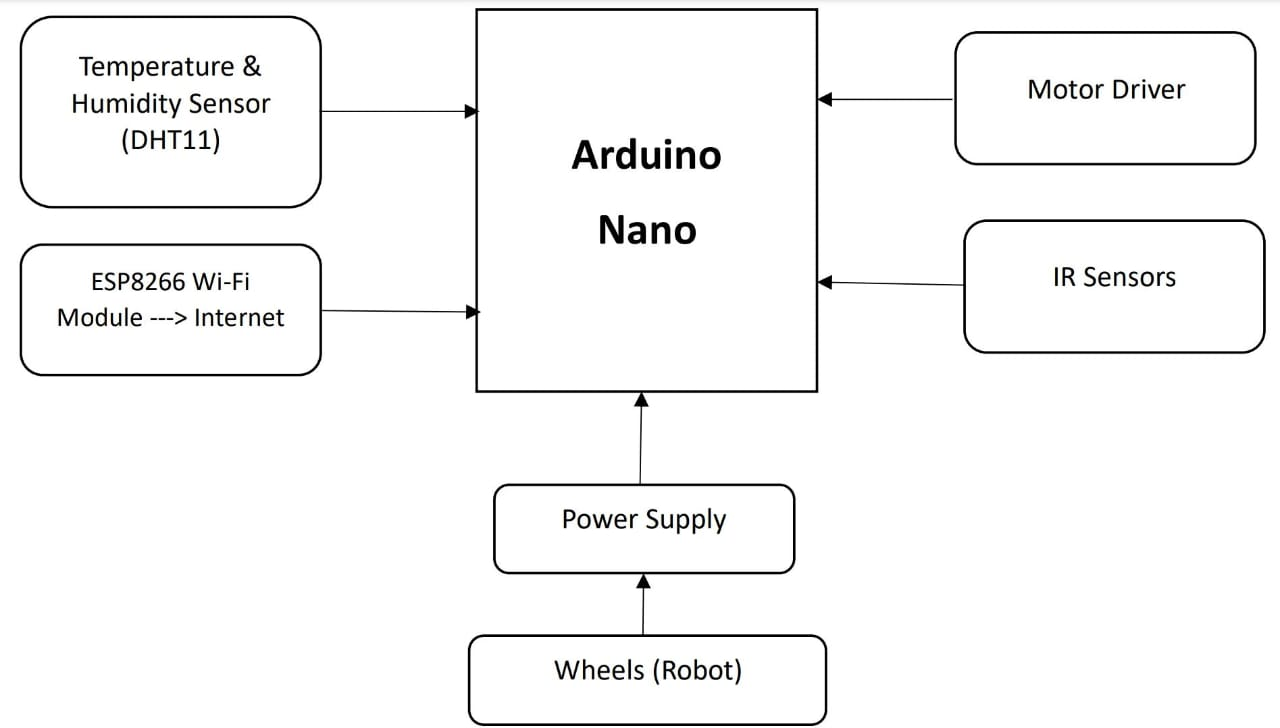 Temperature &
Humidity Sensor
(DHT11)
ESP8266 Wi-Fi
Module ---> Internet
Arduino
Nano
Motor Driver
IR Sensors
Power Supply
Wheels (Robot)